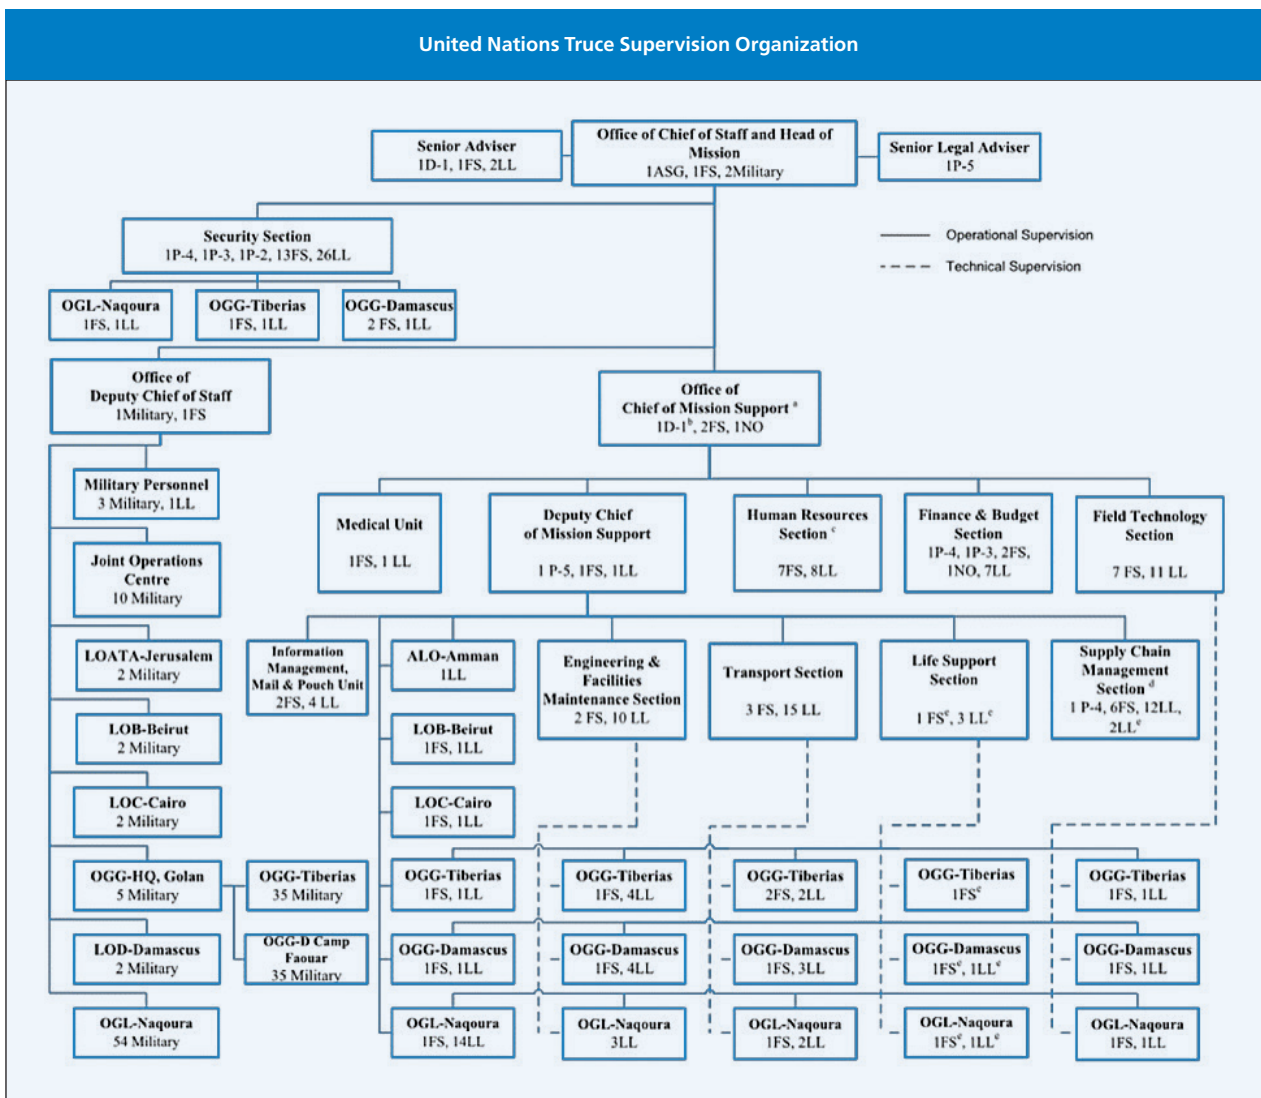 United Nations Truce Supervision Organization
Senior Adviser
1D-1, 1FS, 2LL
Office of Chief of Staff and Head of
Mission
1ASG, 1FS, 2Military
Senior Legal Adviser
1P-5
Security Section
1P-4, 1P-3, 1P-2, 13FS, 26LL
Operational Supervision
Technical Supervision
OGL-Naqoura
1FS, 1LL
OGG-Tiberias
1FS, 1LL
OGG-Damascus
2 FS, 1LL
Office of
Deputy Chief of Staff
1Military, 1FS
Office of
Chief of Mission Support a
1D-1b, 2FS, 1NO
Military Personnel
3 Military, 1LL
Joint Operations
Centre
10 Military
LOATA-Jerusalem
2 Military
LOB-Beirut
2 Military
LOC-Cairo
2 Military
OGG-HQ, Golan
5 Military
LOD-Damascus
2 Military
OGL-Naqoura
54 Military
OGG-Tiberias
35 Military
OGG-D Camp
Faouar
35 Military
Medical Unit
1FS, 1 LL
Deputy Chief
of Mission Support
1 P-5, 1FS, 1LL
Human Resources
Section c
7FS, 8LL
Finance & Budget
Section
1P-4, 1P-3, 2FS,
1NO, 7LL
Field Technology
Section
7 FS, 11 LL
Information
Management,
Mail & Pouch Unit
2FS, 4 LL
ALO-Amman
1LL
Engineering &
Facilities
Maintenance Section
2 FS, 10 LL
Transport Section
3 FS, 15 LL
Life Support
Section
1 FSe, 3 LLe
Supply Chain
Management
Section d
1 P-4, 6FS, 12LL,
2LLe
LOB-Beirut
1FS, 1LL
LOC-Cairo
1FS, 1LL
OGG-Tiberias
1FS, 1LL
OGG-Tiberias
1FS, 4LL
OGG-Tiberias
2FS, 2LL
OGG-Tiberias
1FSe
OGG-Tiberias
1FS, 1LL
OGG-Damascus
1FS, 1LL
OGG-Damascus
1FS, 4LL
OGG-Damascus
1FS, 3LL
OGG-Damascus
1FSe, 1LLe
OGG-Damascus
1FS, 1LL
OGL-Naqoura
1FS, 14LL
OGL-Naqoura
3LL
OGL-Naqoura
1FS, 2LL
OGL-Naqoura
1FSe, 1LLe
OGL-Naqoura
1FS, 1LL